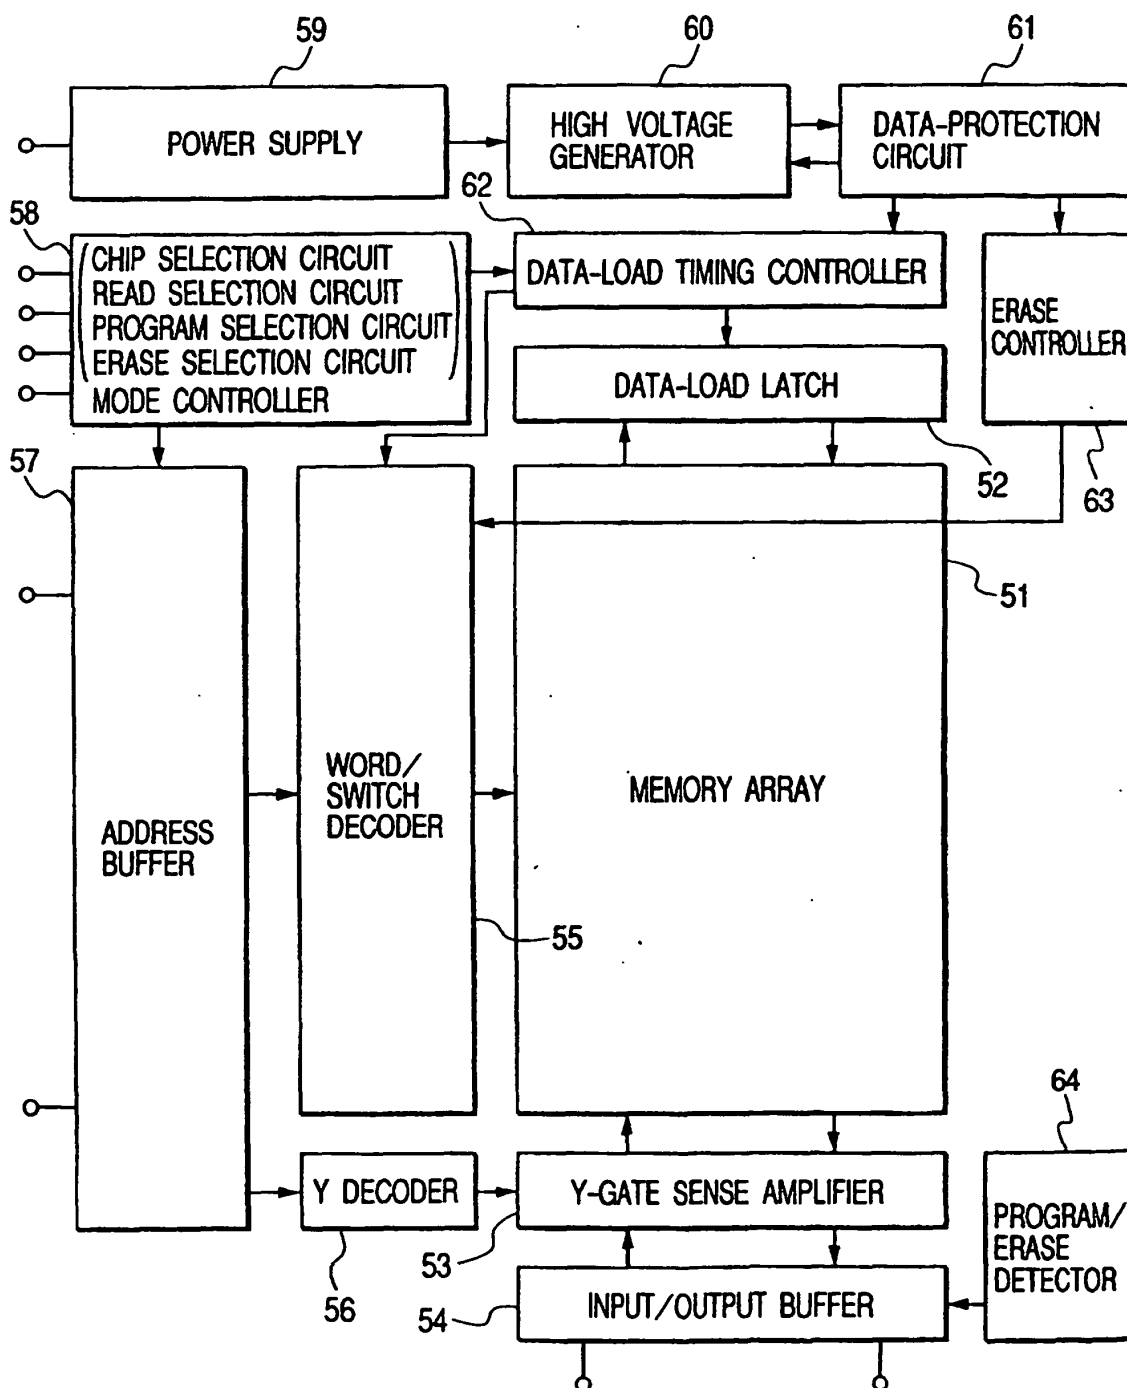 59
60
61
POWER SUPPLY
HIGH VOLTAGE
GENERATOR
DATA-PROTECTION
CIRCUIT
58
62
CHIP SELECTION CIRCUIT
READ SELECTION CIRCUIT
PROGRAM SELECTION CIRCUIT
ERASE SELECTION CIRCUIT
MODE CONTROLLER
DATA-LOAD TIMING CONTROLLER
ERASE
CONTROLLER
DATA-LOAD LATCH
57
52
63
51
WORD/
SWITCH
DECODER
MEMORY ARRAY
ADDRESS
BUFFER
55
64
Y DECODER
Y-GATE SENSE AMPLIFIER
PROGRAM/
ERASE
DETECTOR
53
56
54
INPUT/OUTPUT BUFFER